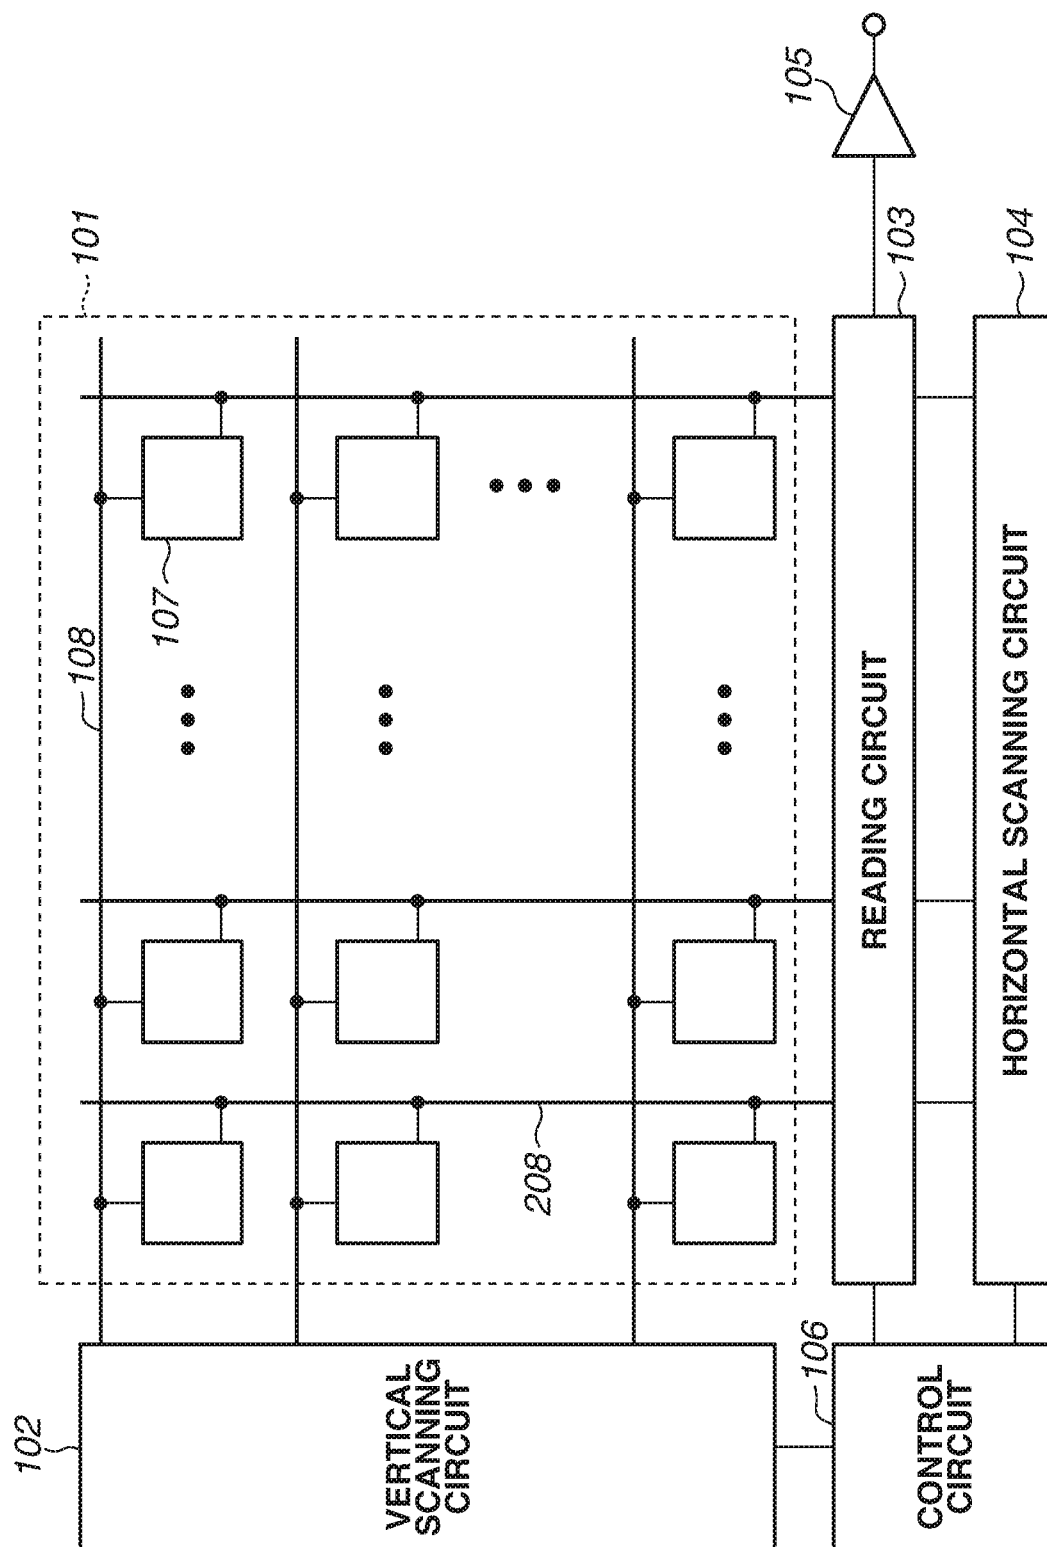 102
VERTICAL
SCANNING
CIRCUIT
108
101
107
208
106
CONTROL
CIRCUIT
READING CIRCUIT
103
105
HORIZONTAL SCANNING CIRCUIT
104